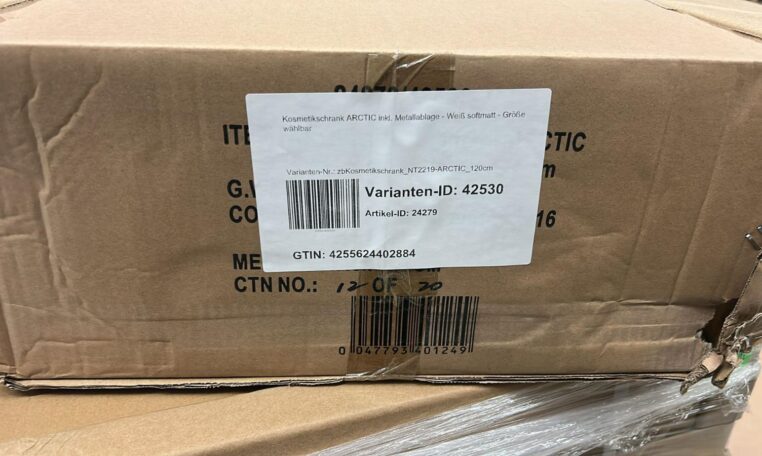 Kosmetikschrank ARCTIC inkl. Metallablage - Weiß softmatt - Größe
wählbar
Varianten-Nr.: zbKosmetikschrank_NT2219-ARCTIC_120cm
Varianten-ID: 42530
Artikel-ID: 24279
GTIN: 4255624402884
ITE
CTIC
G.
CO
16
ME
CTN NO.: 12 OF 20
0 047793 401249